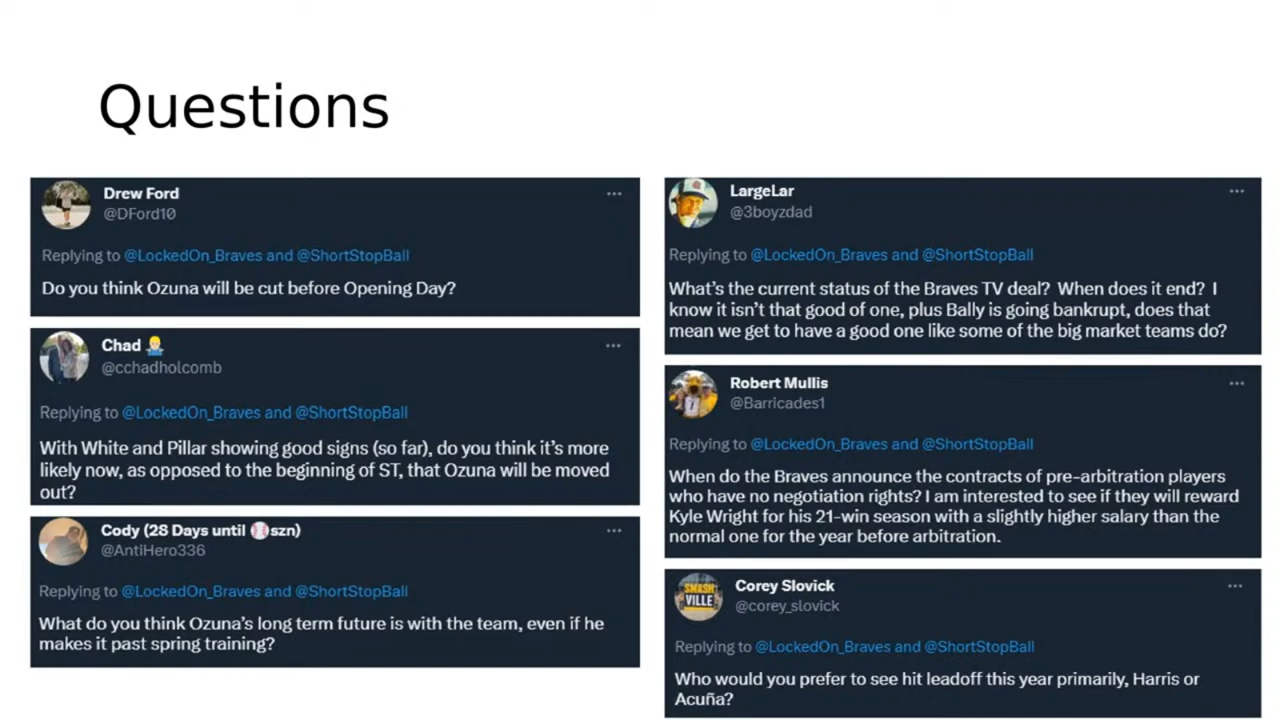 Questions
Drew Ford
@DFord10
Replying to @LockedOn_Braves and @ShortStopBall
Do you think Ozuna will be cut before Opening Day?
Chad
@cchadholcomb
Replying to @LockedOn_Braves and @ShortStopBall
With White and Pillar showing good signs (so far), do you think it's more
likely now, as opposed to the beginning of ST, that Ozuna will be moved
out?
Cody (28 Days until ⚾szn)
@AntiHero336
Replying to @LockedOn_Braves and @ShortStopBall
What do you think Ozuna's long term future is with the team, even if he
makes it past spring training?
LargeLar
@3boyzdad
Replying to @LockedOn_Braves and @ShortStopBall
What's the current status of the Braves TV deal? When does it end? I
know it isn't that good of one, plus Bally is going bankrupt, does that
mean we get to have a good one like some of the big market teams do?
Robert Mullis
@Barricades1
Replying to @LockedOn_Braves and @ShortStopBall
When do the Braves announce the contracts of pre-arbitration players
who have no negotiation rights? I am interested to see if they will reward
Kyle Wright for his 21-win season with a slightly higher salary than the
normal one for the year before arbitration.
SMASH
VILLE
Corey Slovick
@corey_slovick
Replying to @LockedOn_Braves and @ShortStopBall
Who would you prefer to see hit leadoff this year primarily, Harris or
Acuña?